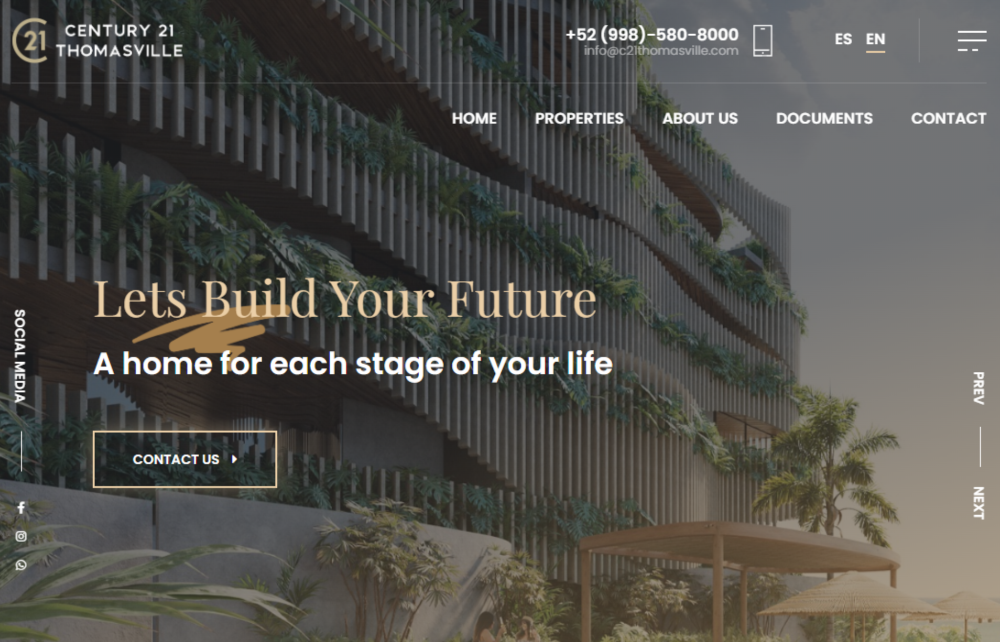 21
CENTURY 21
THOMASVILLE
+52 (998)-580-8000
info@c21thomasville.com
ES EN
HOME PROPERTIES ABOUT US DOCUMENTS CONTACT
Lets Build Your Future
A home for each stage of your life
CONTACT US
SOCIAL MEDIA
PREV
NEXT